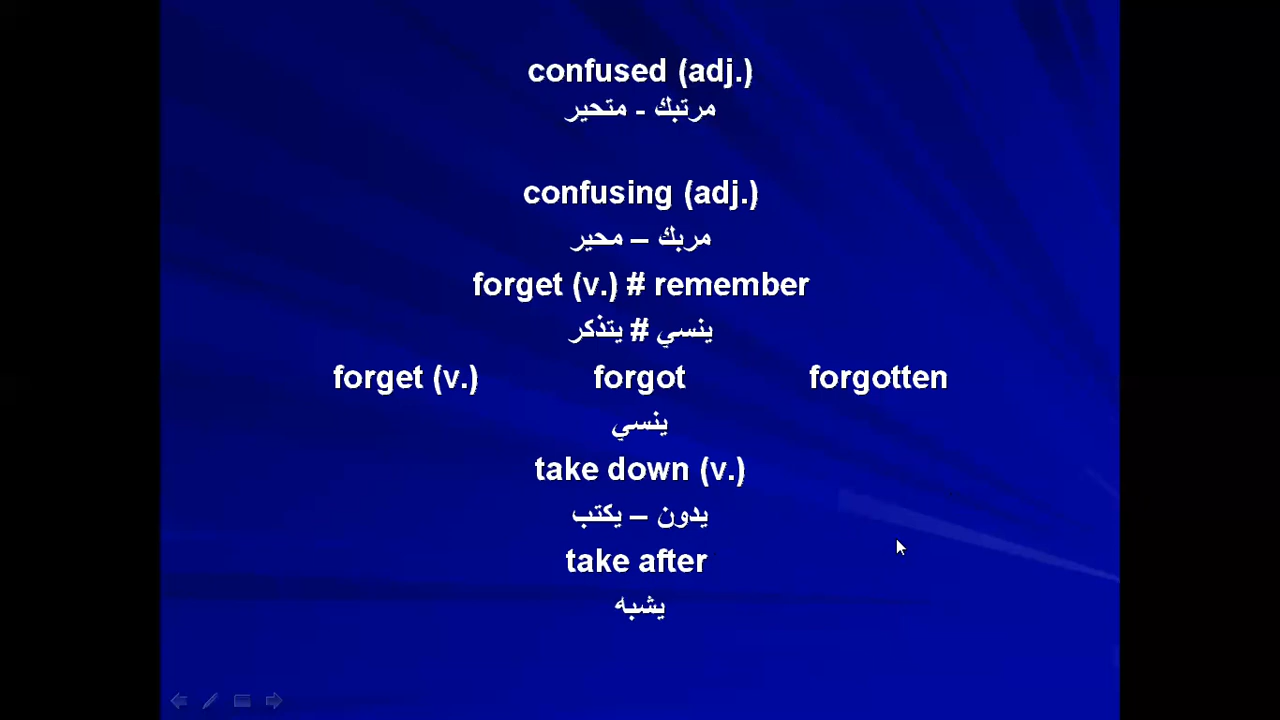 confused (adj.)
مرتبك - متحير
confusing (adj.)
مربك – محير
forget (v.) # remember
ينسي # يتذكر
forget (v.) forgot forgotten
ينسي
take down (v.)
يدون – يكتب
take after
يشبه